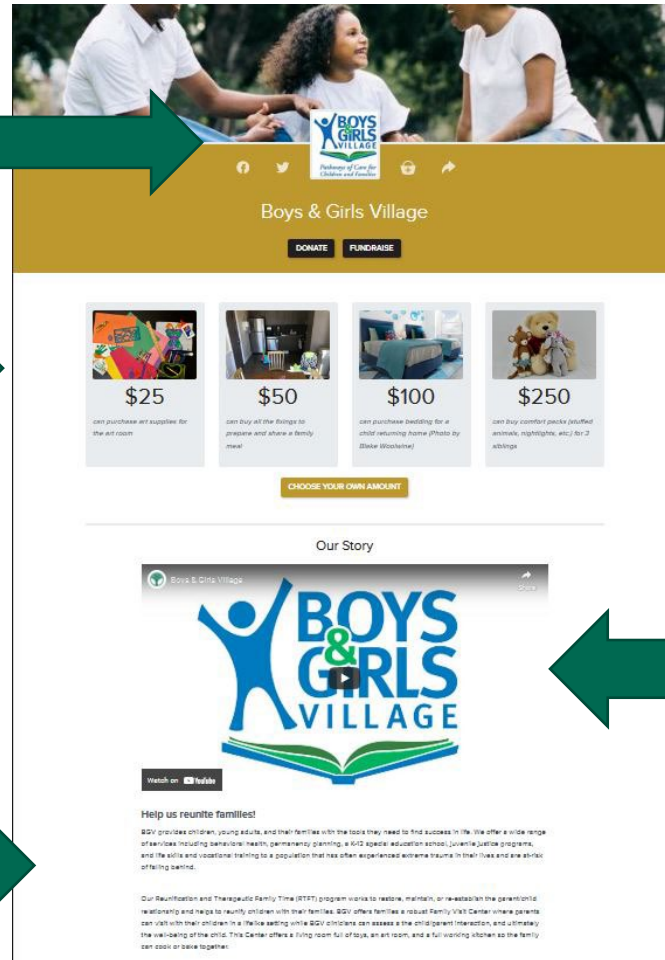 BOYS
& GIRLS
VILLAGE
Pathways of Care for
Children and Families
Boys & Girls Village
DONATE
FUNDRAISE
$25
can purchase art supplies for
the art room
$50
can buy all the fixings to
prepare and share a family
meal
$100
can purchase bedding for a
child returning home (Photo by
Blake Woolwine)
$250
can buy comfort packs (stuffed
animals, nightlights, etc.) for 3
siblings
CHOOSE YOUR OWN AMOUNT
Our Story
Boys & Girls Village
Share
BOYS
&
GIRLS
VILLAGE
Watch on YouTube
Help us reunite families!
BGV provides children, young adults, and their families with the tools they need to find success in life. We offer a wide range
of services including behavioral health, permanency planning, a K-12 special education school, juvenile justice programs,
and life skills and vocational training to a population that has often experienced extreme trauma in their lives and are at-risk
of falling behind.
Our Reunification and Therapeutic Family Time (RTFT) program works to restore, maintain, or re-establish the parent/child
relationship and helps to reunify children with their families. BGV offers families a robust Family Visit Center where parents
can visit with their children in a lifelike setting while BGV clinicians can assess a the child/parent interaction, and ultimately
the well-being of the child. This Center offers a living room full of toys, an art room, and a full working kitchen so the family
can cook or bake together.